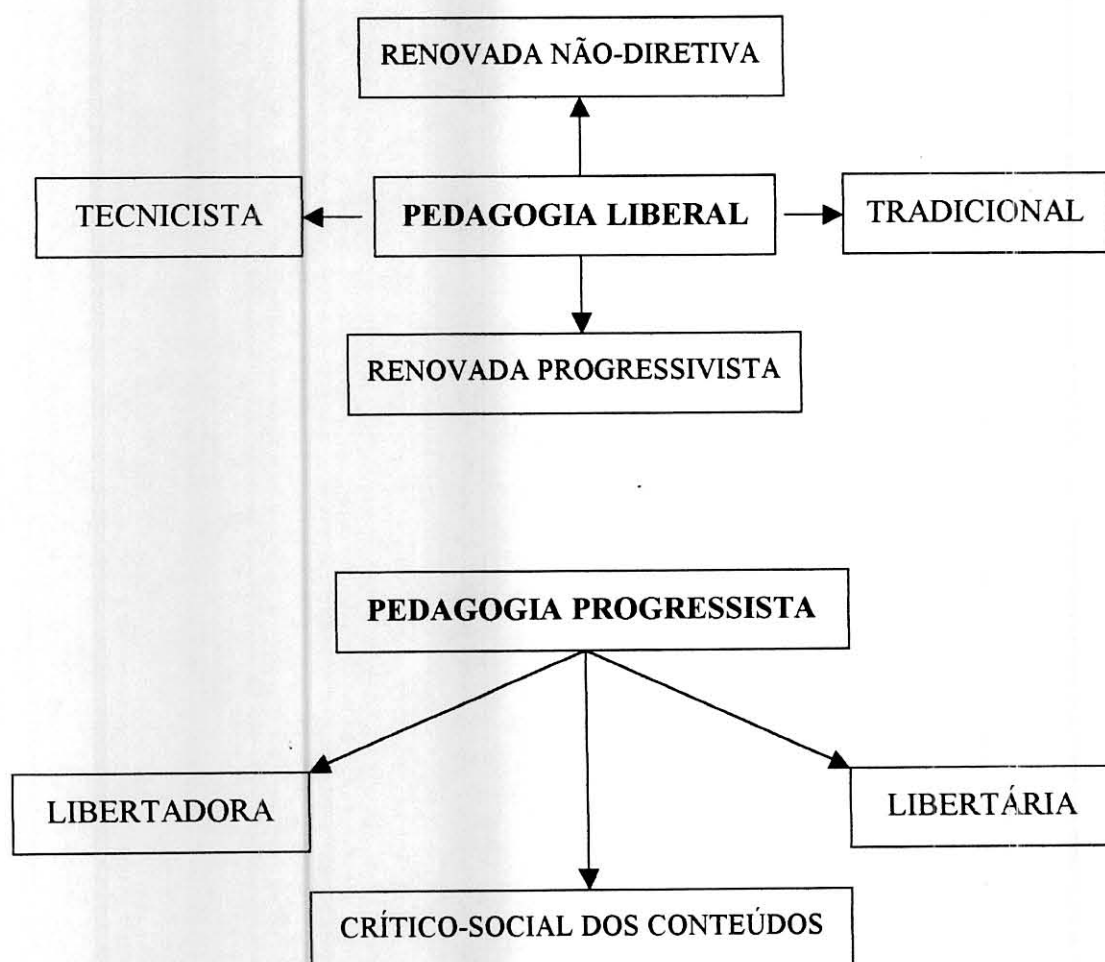 RENOVADA NÃO-DIRETIVA
TECNICISTA
PEDAGOGIA LIBERAL
TRADICIONAL
RENOVADA PROGRESSIVISTA
PEDAGOGIA PROGRESSISTA
LIBERTADORA
LIBERTÁRIA
CRÍTICO-SOCIAL DOS CONTEÚDOS